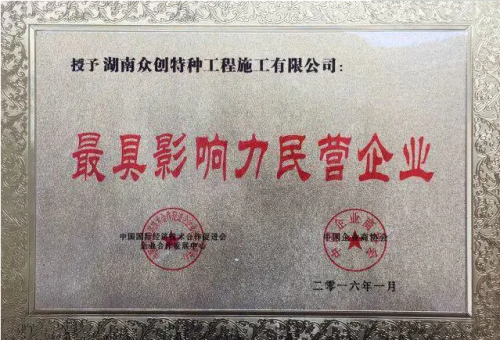 授予 湖南众创特种工程施工有限公司：
最具影响力民营企业
中国国际经济技术合作促进会
企业合作发展中心
中国企业商协会
二零一六年一月